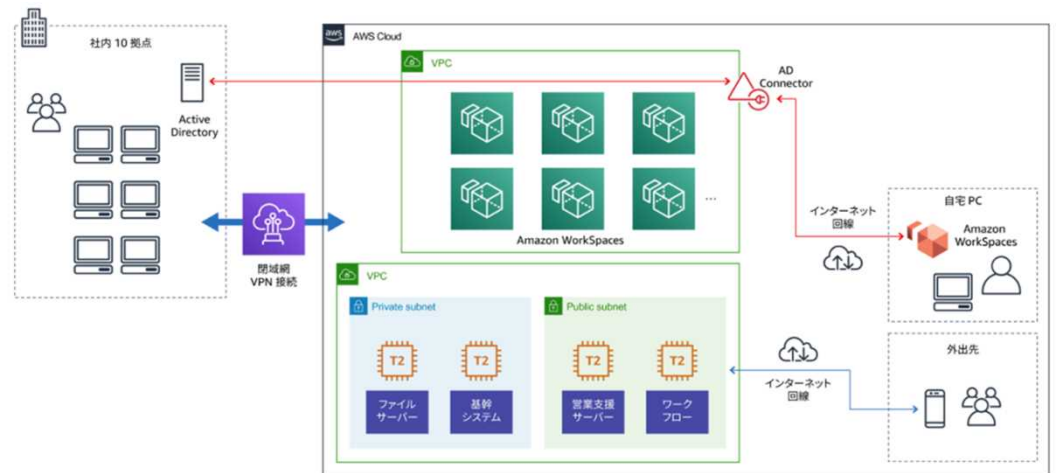 社内 10 拠点
Active
Directory
閉域網
VPN 接続
aws
AWS Cloud
VPC
Amazon WorkSpaces
...
AD
Connector
VPC
Private subnet
T2
T2
ファイル
サーバー
基幹
システム
Public subnet
T2
T2
営業支援
サーバー
ワーク
フロー
インターネット
回線
自宅 PC
Amazon
WorkSpaces
インターネット
回線
外出先